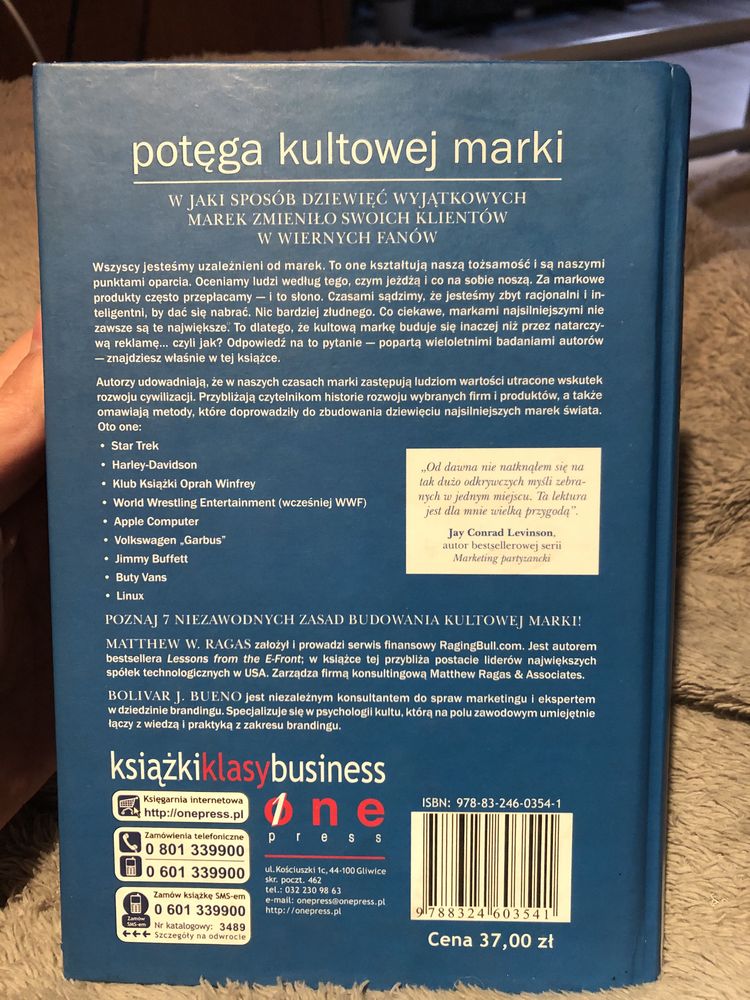 potęga kultowej marki
W JAKI SPOSÓB DZIEWIĘĆ WYJĄTKOWYCH
MAREK ZMIENIŁO SWOICH KLIENTÓW
W WIERNYCH FANÓW
Wszyscy jesteśmy uzależnieni od marek. To one kształtują naszą tożsamość i są naszymi
punktami oparcia. Oceniamy ludzi według tego, czym jeżdżą i co na sobie noszą. Za markowe
produkty często przepłacamy — i to słono. Czasami sądzimy, że jesteśmy zbyt racjonalni i in-
teligentni, by dać się nabrać. Nic bardziej złudnego. Co ciekawe, markami najsilniejszymi nie
zawsze są te największe. To dlatego, że kultową markę buduje się inaczej niż przez natarczy-
wą reklamę... czyli jak? Odpowiedź na to pytanie — popartą wieloletnimi badaniami autorów
— znajdziesz właśnie w tej książce.
Autorzy udowadniają, że w naszych czasach marki zastępują ludziom wartości utracone wskutek
rozwoju cywilizacji. Przybliżają czytelnikom historie rozwoju wybranych firm i produktów, a także
omawiają metody, które doprowadziły do zbudowania dziewięciu najsilniejszych marek świata.
Oto one:
• Star Trek
• Harley-Davidson
• Klub Książki Oprah Winfrey
• World Wrestling Entertainment (wcześniej WWF)
• Apple Computer
• Volkswagen „Garbus”
• Jimmy Buffett
• Buty Vans
• Linux
„Od dawna nie natknąłem się na
tak dużo odkrywczych myśli zebra-
nych w jednym miejscu. Ta lektura
jest dla mnie wielką przygodą”.
Jay Conrad Levinson,
autor bestsellerowej serii
Marketing partyzancki
POZNAJ 7 NIEZAWODNYCH ZASAD BUDOWANIA KULTOWEJ MARKI!
MATTHEW W. RAGAS założył i prowadzi serwis finansowy RagingBull.com. Jest autorem
bestsellera Lessons from the E-Front; w książce tej przybliża postacie liderów największych
spółek technologicznych w USA. Zarządza firmą konsultingową Matthew Ragas & Associates.
BOLIVAR J. BUENO jest niezależnym konsultantem do spraw marketingu i ekspertem
w dziedzinie brandingu. Specjalizuje się w psychologii kultu, którą na polu zawodowym umiejętnie
łączy z wiedzą i praktyką z zakresu brandingu.
książkiklasybusiness
Księgarnia internetowa
http://onepress.pl
Zamówienia telefoniczne
0 801 339900
0 601 339900
Zamów książkę SMS-em
0 601 339900
Zamów
SMS-em
Nr katalogowy: 3489
Szczegóły na odwrocie
one
press
ul.Kościuszki 1c, 44-100 Gliwice
skr. poczt. 462
tel.: 032 230 98 63
e-mail: onepress@onepress.pl
http://onepress.pl
ISBN: 978-83-246-0354-1
9 788324 603541
Cena 37,00 zł